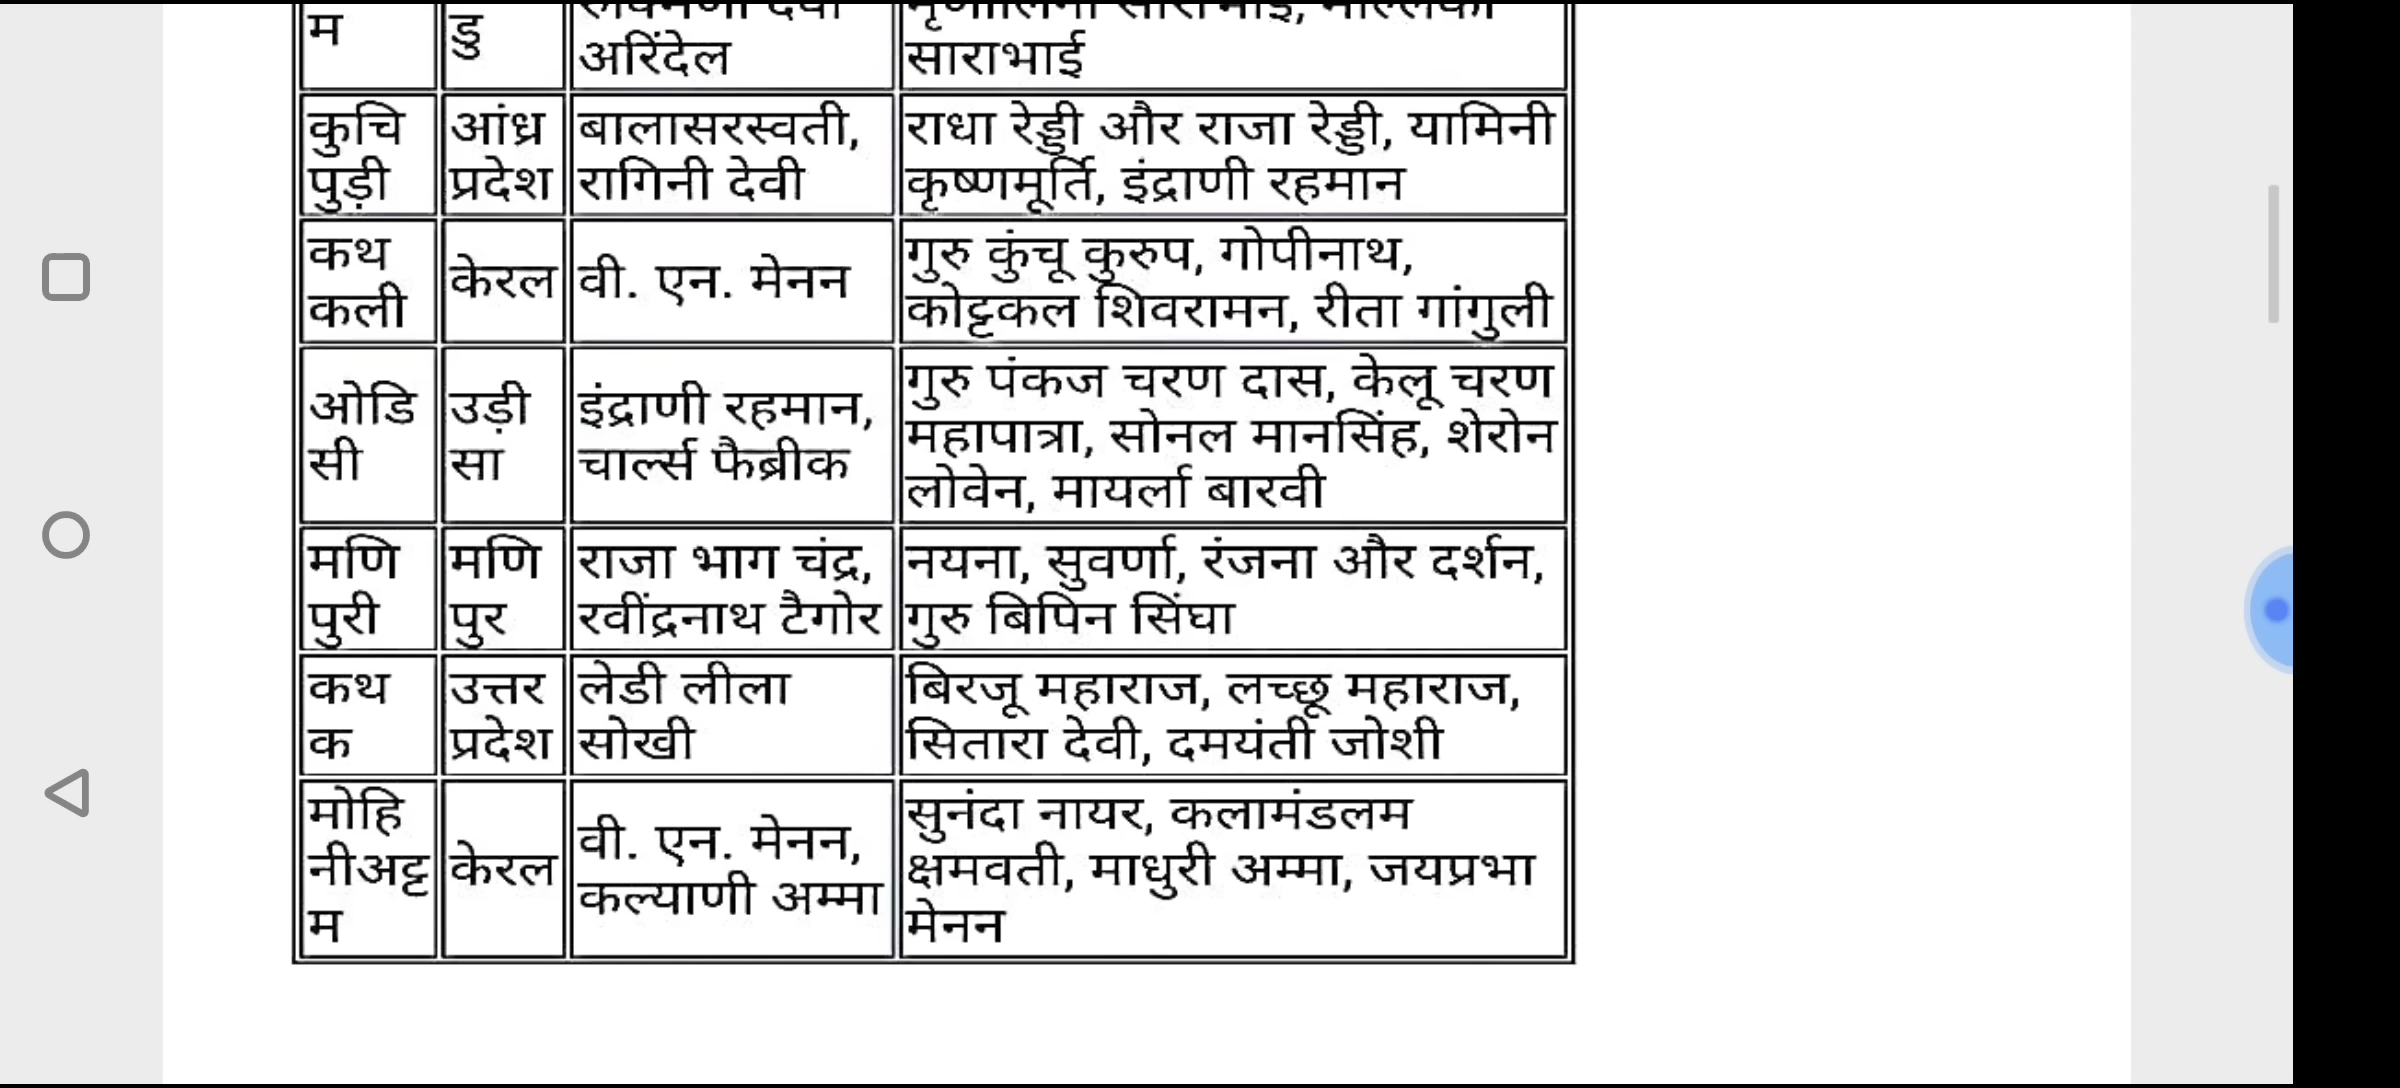 म
डु
अरिंदेल
साराभाई
कुचि
पुड़ी
आंध्र
प्रदेश
बालासरस्वती,
रागिनी देवी
राधा रेड्डी और राजा रेड्डी, यामिनी
कृष्णमूर्ति, इंद्राणी रहमान
कथ
कली
केरल
वी. एन. मेनन
गुरु कुंचू कुरुप, गोपीनाथ,
कोट्टकल शिवरामन, रीता गांगुली
ओडि
सी
उड़ी
सा
इंद्राणी रहमान,
चार्ल्स फैब्रीक
गुरु पंकज चरण दास, केलू चरण
महापात्रा, सोनल मानसिंह, शेरोन
लोवेन, मायर्ला बारवी
मणि
पुरी
मणि
पुर
राजा भाग चंद्र,
रवींद्रनाथ टैगोर
नयना, सुवर्णा, रंजना और दर्शन,
गुरु बिपिन सिंघा
कथ
क
उत्तर
प्रदेश
लेडी लीला
सोखी
बिरजू महाराज, लच्छू महाराज,
सितारा देवी, दमयंती जोशी
मोहि
नीअट्ट
म
केरल
वी. एन. मेनन,
कल्याणी अम्मा
सुनंदा नायर, कलामंडलम
क्षमवती, माधुरी अम्मा, जयप्रभा
मेनन